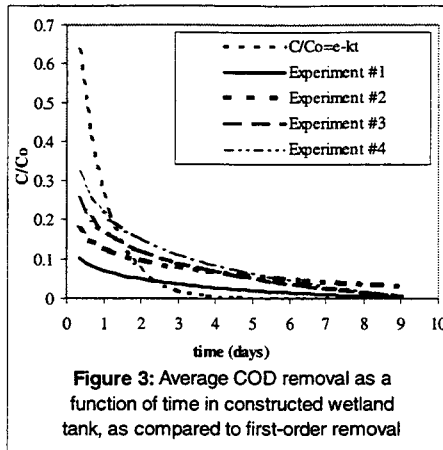 0.7
0.6
0.5
0.4
0.3
0.2
0.1
0
C/Co
C/Co=e-kt
Experiment #1
Experiment #2
Experiment #3
Experiment #4
0 1 2 3 4 5 6 7 8 9 10
time (days)
Figure 3: Average COD removal as a
function of time in constructed wetland
tank, as compared to first-order removal